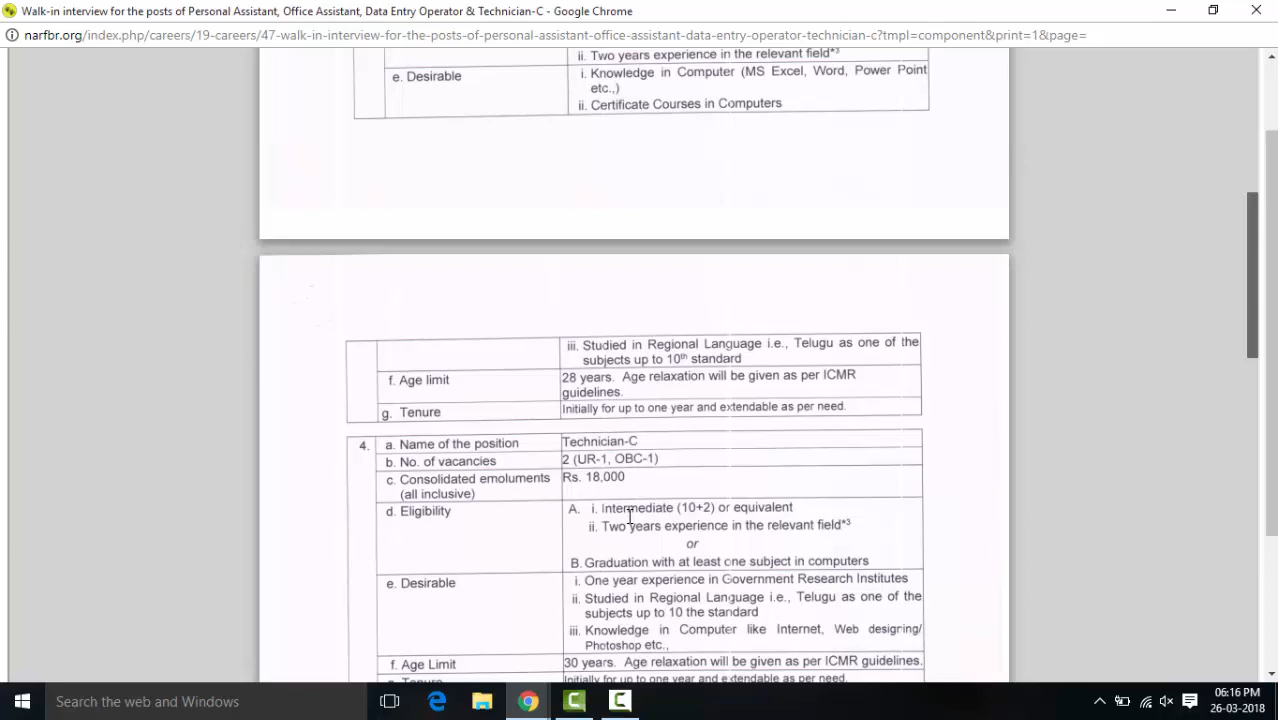 Walk-in interview for the posts of Personal Assistant, Office Assistant, Data Entry Operator & Technician-C - Google Chrome
narfbr.org/index.php/careers/19-careers/47-walk-in-interview-for-the-posts-of-personal-assistant-office-assistant-data-entry-operator-technician-c?tmpl=component&print=1&page=
ii. Two years experience in the relevant field*3
e. Desirable
i. Knowledge in Computer (MS Excel, Word, Power Point
etc.,)
ii. Certificate Courses in Computers
iii. Studied in Regional Language i.e., Telugu as one of the
subjects up to 10th standard
f. Age limit
28 years. Age relaxation will be given as per ICMR
guidelines.
g. Tenure
Initially for up to one year and extendable as per need.
4.
a. Name of the position
Technician-C
b. No. of vacancies
2 (UR-1, OBC-1)
c. Consolidated emoluments
(all inclusive)
Rs. 18,000
d. Eligibility
A. i. Intermediate (10+2) or equivalent
ii. Two years experience in the relevant field*3
or
B. Graduation with at least one subject in computers
e. Desirable
i. One year experience in Government Research Institutes
ii. Studied in Regional Language i.e., Telugu as one of the
subjects up to 10 the standard
iii. Knowledge in Computer like Internet, Web designing/
Photoshop etc.,
f. Age Limit
30 years. Age relaxation will be given as per ICMR guidelines.
g. Tenure
Initially for up to one year and extendable as per need.
Search the web and Windows
06:16 PM
26-03-2018